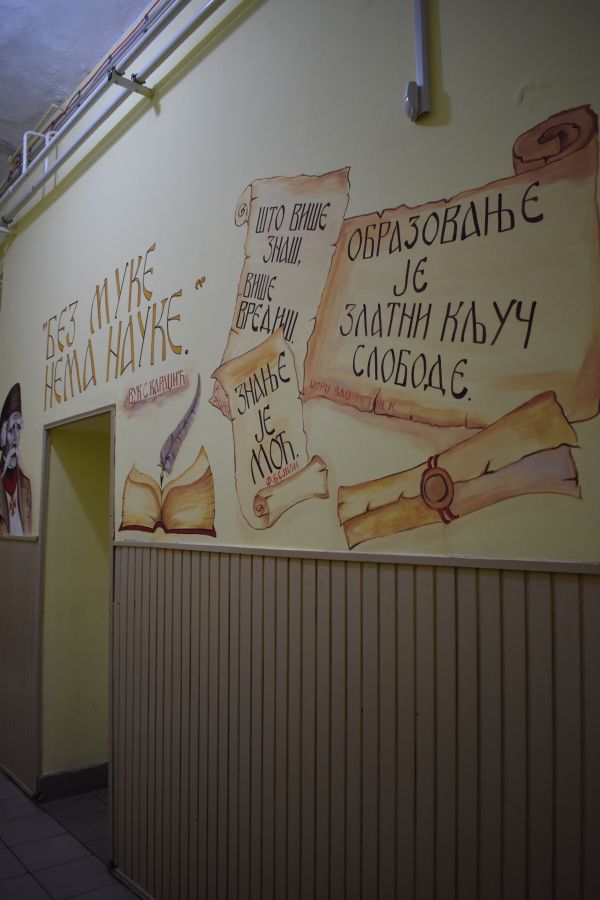 "БЕЗ МУКЕ
НЕМА НАУКЕ."
ВУК С. КАРАЏИЋ
ШТО ВИШЕ
ЗНАШ,
ВИШЕ
ВРЕДИШ
ЗНАЊЕ
ЈЕ
МОЋ.
Ф. БЕЈКОН
ОБРАЗОВАЊЕ
ЈЕ
ЗЛАТНИ КЉУЧ
СЛОБОДЕ.